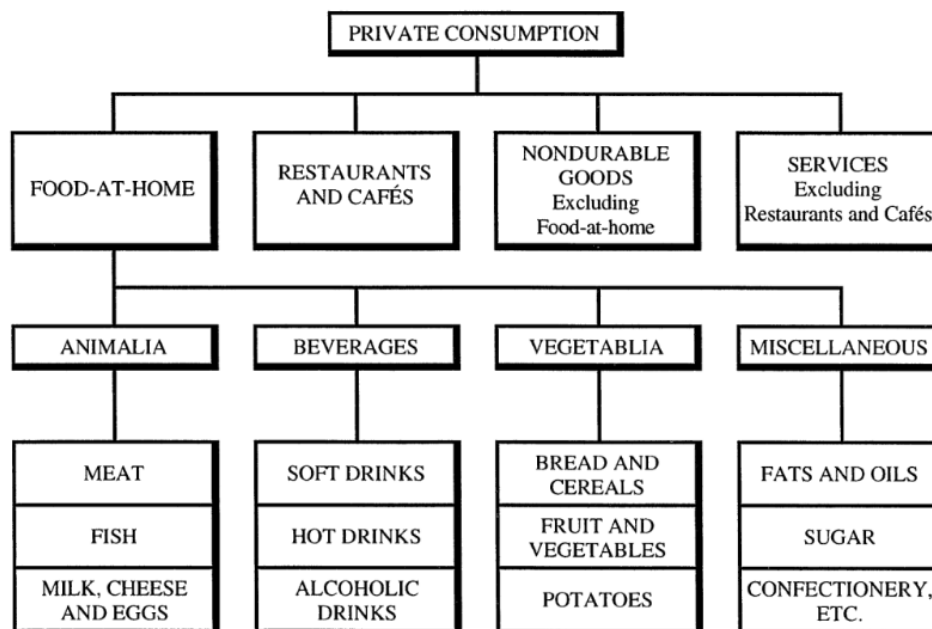 PRIVATE CONSUMPTION
FOOD-AT-HOME
RESTAURANTS
AND CAFÉS
NONDURABLE
GOODS
Excluding
Food-at-home
SERVICES
Excluding
Restaurants and Cafés
ANIMALIA
BEVERAGES
VEGETABLIA
MISCELLANEOUS
MEAT
FISH
MILK, CHEESE
AND EGGS
SOFT DRINKS
HOT DRINKS
ALCOHOLIC
DRINKS
BREAD AND
CEREALS
FRUIT AND
VEGETABLES
POTATOES
FATS AND OILS
SUGAR
CONFECTIONERY,
ETC.